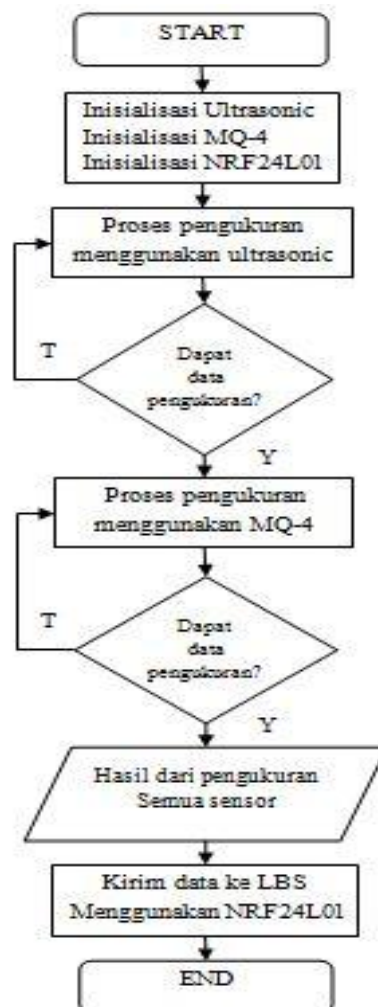 START
Inisialisasi Ultrasonic
Inisialisasi MQ-4
Inisialisasi NRF24L01
Proses pengukuran
menggunakan ultrasonic
T
Dapat
data
pengukuran?
Y
Proses pengukuran
menggunakan MQ-4
T
Dapat
data
pengukuran?
Y
Hasil dari pengukuran
Semua sensor
Kirim data ke LBS
Menggunakan NRF24L01
END